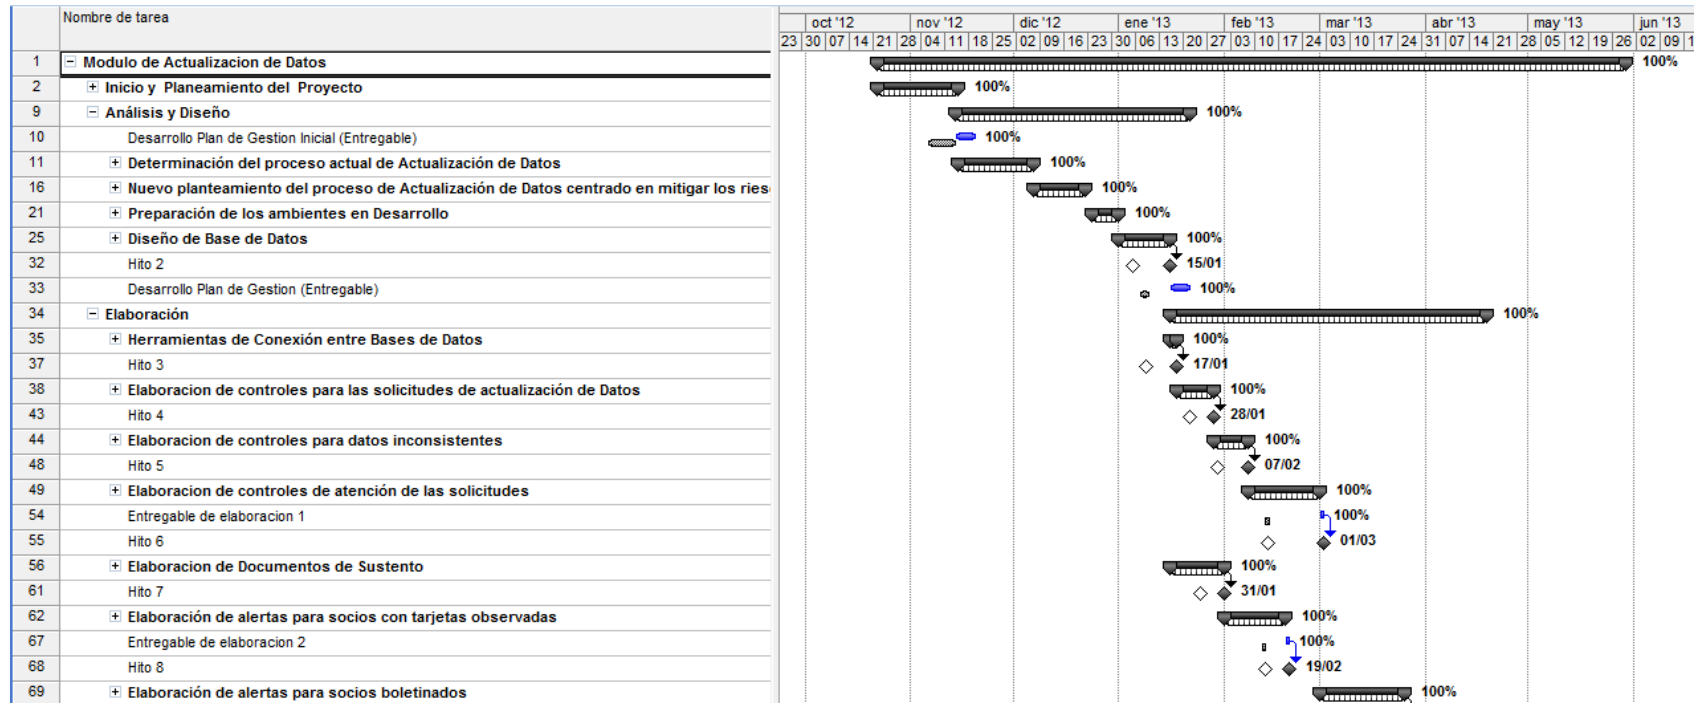 Nombre de tarea
oct '12 nov '12 dic '12 ene '13 feb '13 mar '13 abr '13 may '13 jun '13
23 30 07 14 21 28 04 11 18 25 02 09 16 23 30 06 13 20 27 03 10 17 24 03 10 17 24 31 07 14 21 28 05 12 19 26 02 09 1
1 Modulo de Actualizacion de Datos 100%
2 Inicio y Planeamiento del Proyecto 100%
9 Análisis y Diseño 100%
10 Desarrollo Plan de Gestion Inicial (Entregable) 100%
11 Determinación del proceso actual de Actualización de Datos 100%
16 Nuevo planteamiento del proceso de Actualización de Datos centrado en mitigar los ries 100%
21 Preparación de los ambientes en Desarrollo 100%
25 Diseño de Base de Datos 100%
32 Hito 2 15/01
33 Desarrollo Plan de Gestion (Entregable) 100%
34 Elaboración 100%
35 Herramientas de Conexión entre Bases de Datos 100%
37 Hito 3 17/01
38 Elaboracion de controles para las solicitudes de actualización de Datos 100%
43 Hito 4 28/01
44 Elaboracion de controles para datos inconsistentes 100%
48 Hito 5 07/02
49 Elaboracion de controles de atención de las solicitudes 100%
54 Entregable de elaboracion 1 100%
55 Hito 6 01/03
56 Elaboracion de Documentos de Sustento 100%
61 Hito 7 31/01
62 Elaboración de alertas para socios con tarjetas observadas 100%
67 Entregable de elaboracion 2 100%
68 Hito 8 19/02
69 Elaboración de alertas para socios boletinados 100%